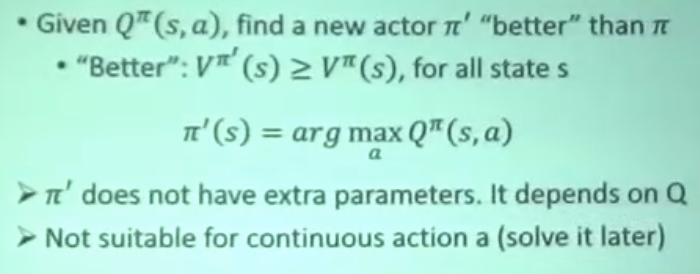 • Given Q^π(s, a), find a new actor π′ “better” than π
• “Better”: V^π′(s) ≥ V^π(s), for all state s
π′(s) = arg max Q^π(s, a)
a
➢ π′ does not have extra parameters. It depends on Q
➢ Not suitable for continuous action a (solve it later)